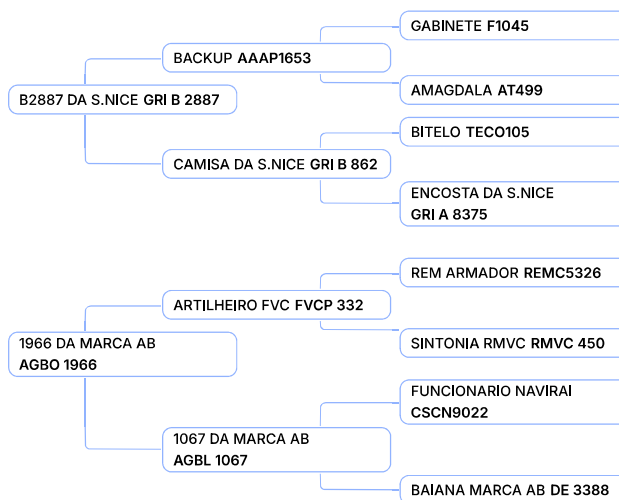 GABINETE F1045
BACKUP AAAP1653
AMAGDALA AT499
B2887 DA S.NICE GRI B 2887
BITELO TECO105
CAMISA DA S.NICE GRI B 862
ENCOSTA DA S.NICE
GRI A 8375
REM ARMADOR REMC5326
ARTILHEIRO FVC FVCP 332
SINTONIA RMVC RMVC 450
1966 DA MARCA AB
AGBO 1966
FUNCIONARIO NAVIRAI
CSCN9022
1067 DA MARCA AB
AGBL 1067
BAIANA MARCA AB DE 3388